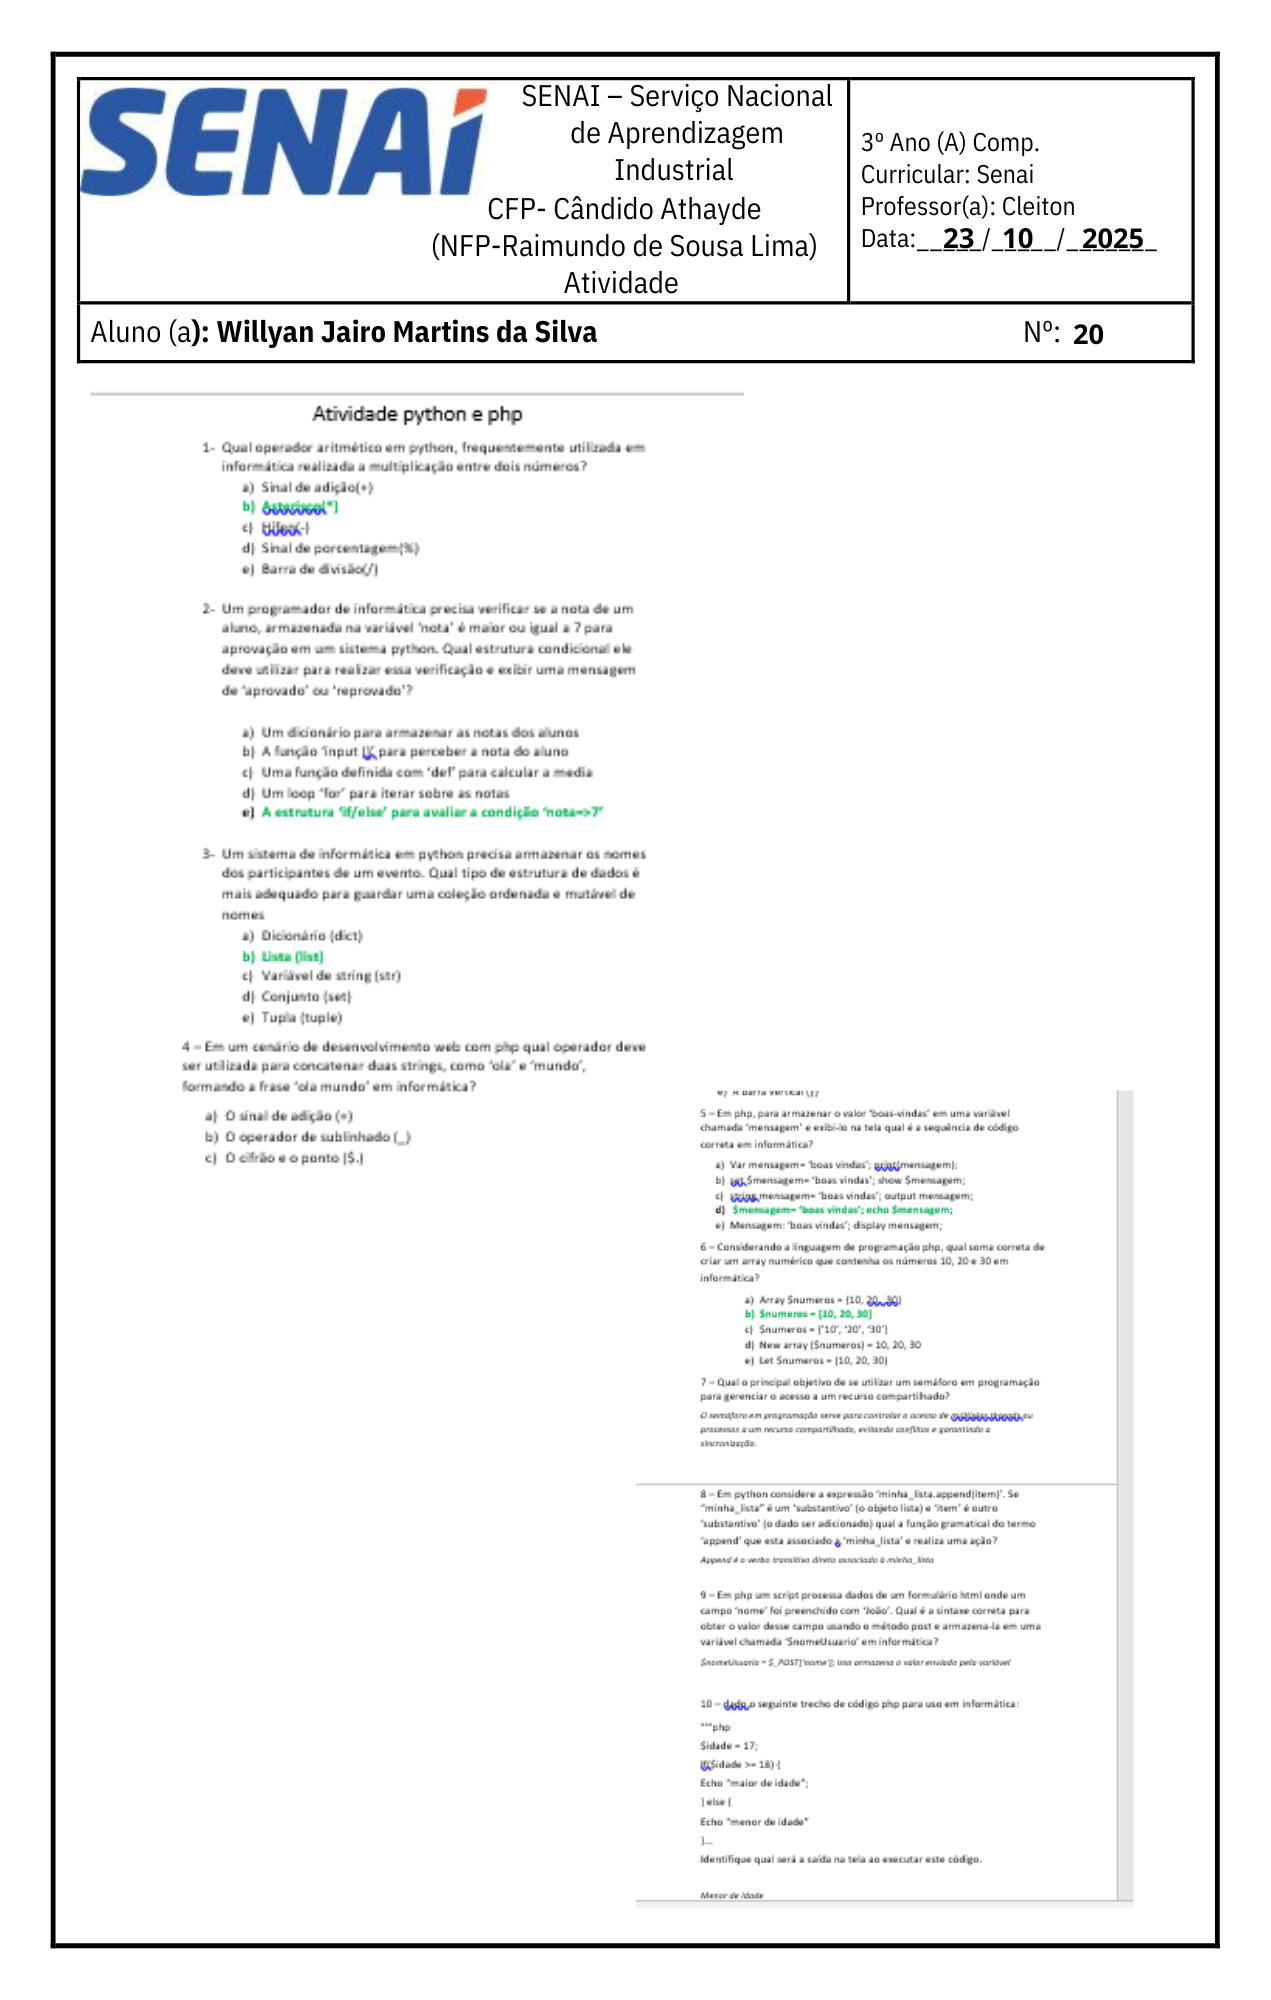 SENAI
SENAI – Serviço Nacional
de Aprendizagem
Industrial
CFP- Cândido Athayde
(NFP-Raimundo de Sousa Lima)
Atividade
3º Ano (A) Comp.
Curricular: Senai
Professor(a): Cleiton
Data:__23_/_10__/_2025_
Aluno (a): Willyan Jairo Martins da Silva Nº: 20
Atividade python e php
1- Qual operador aritmético em python, frequentemente utilizada em
informática realizada a multiplicação entre dois números?
a) Sinal de adição(+)
b) Asterisco(*)
c) Hífen(-)
d) Sinal de porcentagem(%)
e) Barra de divisão(/)
2- Um programador de informática precisa verificar se a nota de um
aluno, armazenada na variável ‘nota’ é maior ou igual a 7 para
aprovação em um sistema python. Qual estrutura condicional ele
deve utilizar para realizar essa verificação e exibir uma mensagem
de ‘aprovado’ ou ‘reprovado’?
a) Um dicionário para armazenar as notas dos alunos
b) A função ‘input ()’ para perceber a nota do aluno
c) Uma função definida com ‘def’ para calcular a media
d) Um loop ‘for’ para iterar sobre as notas
e) A estrutura ‘if/else’ para avaliar a condição ‘nota=>7’
3- Um sistema de informática em python precisa armazenar os nomes
dos participantes de um evento. Qual tipo de estrutura de dados é
mais adequado para guardar uma coleção ordenada e mutável de
nomes
a) Dicionário (dict)
b) Lista (list)
c) Variável de string (str)
d) Conjunto (set)
e) Tupla (tuple)
4 – Em um cenário de desenvolvimento web com php qual operador deve
ser utilizada para concatenar duas strings, como ‘ola’ e ‘mundo’,
formando a frase ‘ola mundo’ em informática?
a) O sinal de adição (+)
b) O operador de sublinhado (_)
c) O cifrão e o ponto ($.)
e) A barra vertical (|)
5 – Em php, para armazenar o valor ‘boas-vindas’ em uma variável
chamada ‘mensagem’ e exibi-lo na tela qual é a sequência de código
correta em informática?
a) Var mensagem= ‘boas vindas’; print(mensagem);
b) set $mensagem= ‘boas vindas’; show $mensagem;
c) string mensagem= ‘boas vindas’; output mensagem;
d) $mensagem= ‘boas vindas’; echo $mensagem;
e) Mensagem: ‘boas vindas’; display mensagem;
6 – Considerando a linguagem de programação php, qual soma correta de
criar um array numérico que contenha os números 10, 20 e 30 em
informática?
a) Array $numeros = (10, 20, 30)
b) $numeros = [10, 20, 30]
c) $numeros = {‘10’, ‘20’, ‘30’}
d) New array ($numeros) = 10, 20, 30
e) Let $numeros = (10, 20, 30)
7 – Qual o principal objetivo de se utilizar um semáforo em programação
para gerenciar o acesso a um recurso compartilhado?
O semáforo em programação serve para controlar o acesso de múltiplas threads ou
processos a um recurso compartilhado, evitando conflitos e garantindo a
sincronização.
8 – Em python considere a expressão ‘minha_lista.append(item)’. Se
“minha_lista” é um ‘substantivo’ (o objeto lista) e ‘item’ é outro
‘substantivo’ (o dado ser adicionado) qual a função gramatical do termo
‘append’ que esta associado a ‘minha_lista’ e realiza uma ação?
Append é o verbo transitivo direto associado à minha_lista
9 – Em php um script processa dados de um formulário html onde um
campo ‘nome’ foi preenchido com ‘João’. Qual é a sintaxe correta para
obter o valor desse campo usando o método post e armazena-la em uma
variável chamada ‘$nomeUsuario’ em informática?
$nomeUsuario = $_POST['nome']; isso armazena o valor enviado pela variável
10 – dado o seguinte trecho de código php para uso em informática:
“““php
$idade = 17;
If($idade >= 18) {
Echo “maior de idade”;
} else {
Echo “menor de idade”
}...
Identifique qual será a saída na tela ao executar este código.
Menor de idade